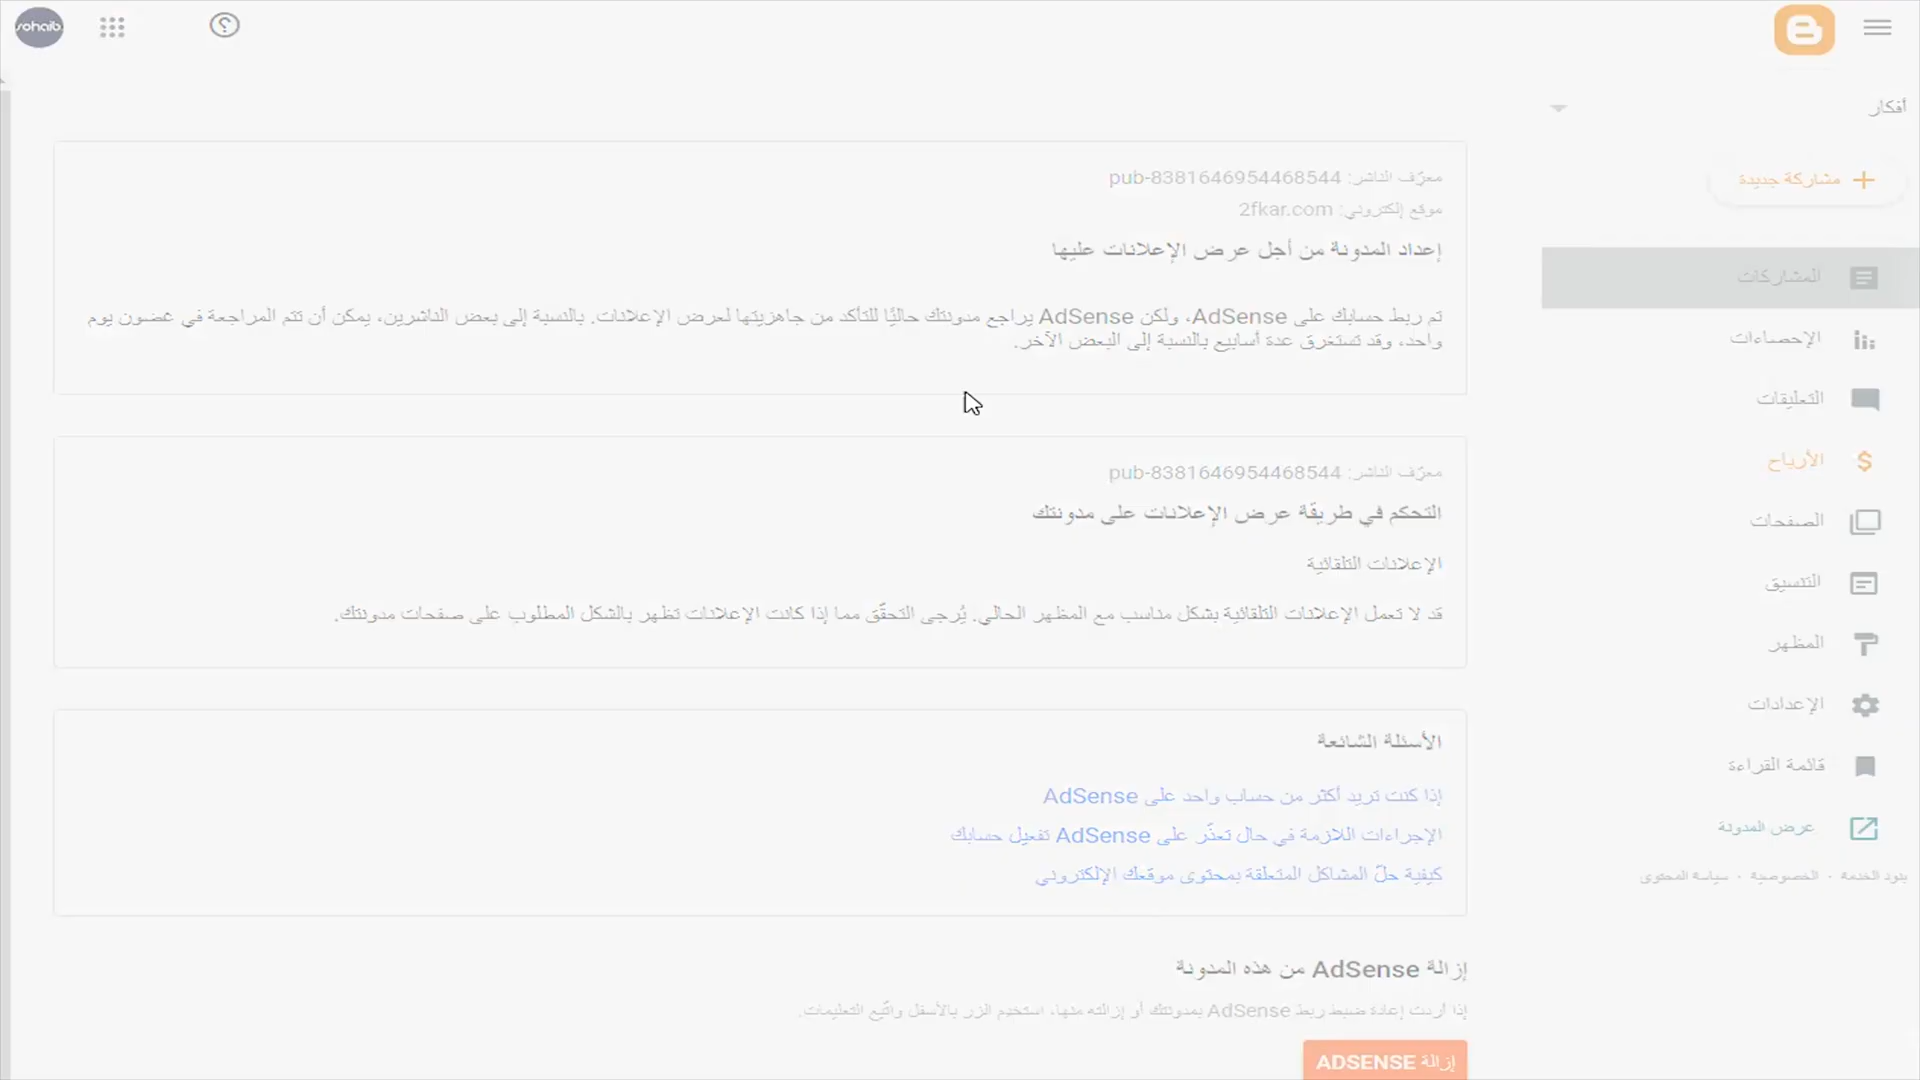 sohaib
أفكار
مشاركة جديدة
المشاركات
الإحصاءات
التعليقات
الأرباح
الصفحات
التنسيق
المظهر
الإعدادات
قائمة القراءة
عرض المدونة
بنود الخدمة · الخصوصية · سياسة المحتوى
معرّف الناشر: pub-8381646954468544
موقع إلكتروني: 2fkar.com
إعداد المدونة من أجل عرض الإعلانات عليها
تم ربط حسابك على AdSense، ولكن AdSense يراجع مدونتك حاليًا للتأكد من جاهزيتها لعرض الإعلانات. بالنسبة إلى بعض الناشرين، يمكن أن تتم المراجعة في غضون يوم
واحد، وقد تستغرق عدة أسابيع بالنسبة إلى البعض الآخر.
معرّف الناشر: pub-8381646954468544
التحكم في طريقة عرض الإعلانات على مدونتك
الإعلانات التلقائية
قد لا تعمل الإعلانات التلقائية بشكل مناسب مع المظهر الحالي. يُرجى التحقّق مما إذا كانت الإعلانات تظهر بالشكل المطلوب على صفحات مدونتك.
الأسئلة الشائعة
إذا كنت تريد أكثر من حساب واحد على AdSense
الإجراءات اللازمة في حال تعذّر على AdSense تفعيل حسابك
كيفية حلّ المشاكل المتعلقة بمحتوى موقعك الإلكتروني
إزالة AdSense من هذه المدونة
إذا أردت إعادة ضبط ربط AdSense بمدونتك أو إزالته منها، استخدِم الزر بالأسفل واتّبع التعليمات.
إزالة ADSENSE